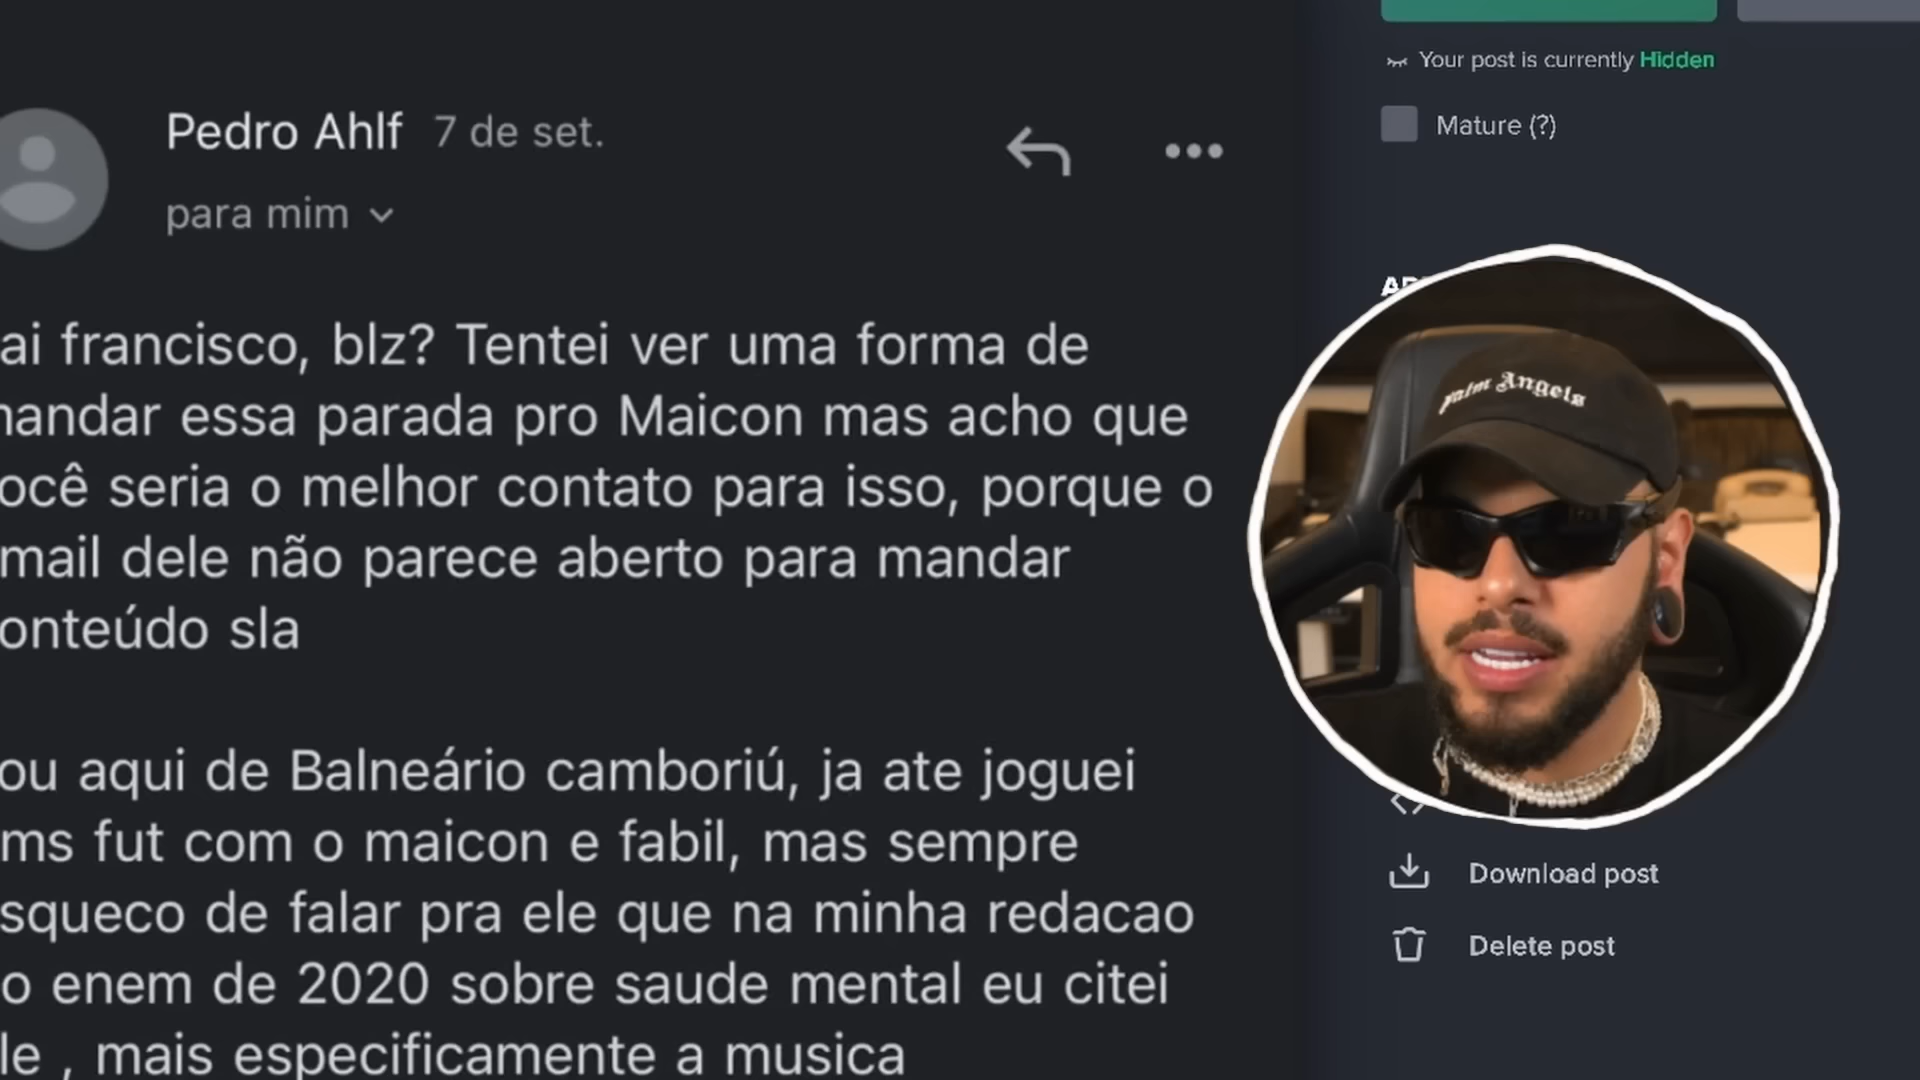 Pedro Ahlf 7 de set.
para mim
ai francisco, blz? Tentei ver uma forma de
nandar essa parada pro Maicon mas acho que
ocê seria o melhor contato para isso, porque o
mail dele não parece aberto para mandar
onteúdo sla
ou aqui de Balneário camboriú, ja ate joguei
ms fut com o maicon e fabil, mas sempre
squeco de falar pra ele que na minha redacao
o enem de 2020 sobre saude mental eu citei
le , mais especificamente a musica
Your post is currently Hidden
Mature (?)
Palm Angels
Download post
Delete post